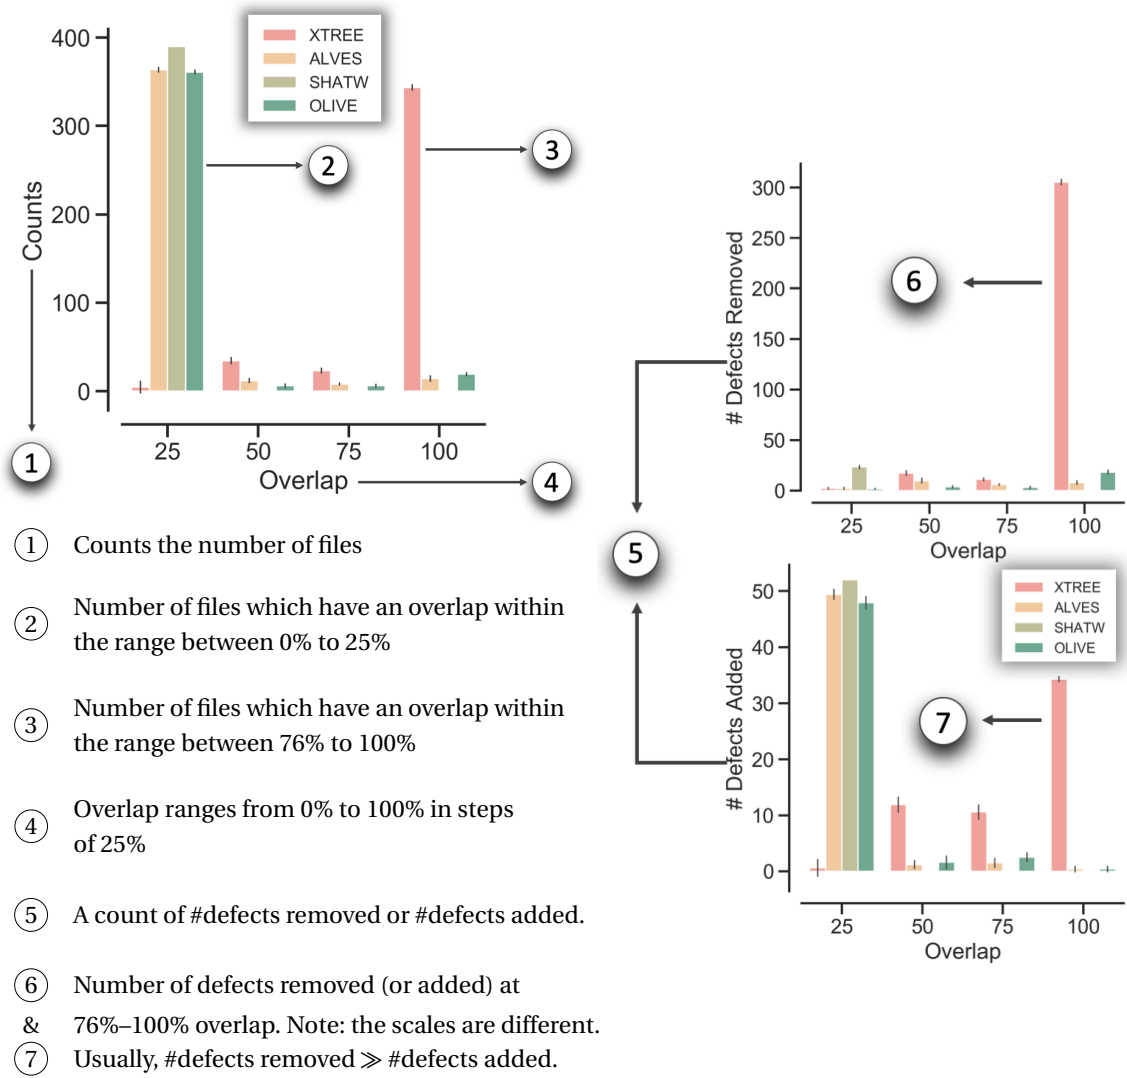 400
300
200
100
0
Counts
25 50 75 100
Overlap
XTREE
ALVES
SHATW
OLIVE
2
3
1
4
① Counts the number of files
② Number of files which have an overlap within
the range between 0% to 25%
③ Number of files which have an overlap within
the range between 76% to 100%
④ Overlap ranges from 0% to 100% in steps
of 25%
⑤ A count of #defects removed or #defects added.
⑥ Number of defects removed (or added) at
& 76%–100% overlap. Note: the scales are different.
⑦ Usually, #defects removed ≫ #defects added.
300
250
200
150
100
50
0
# Defects Removed
6
25 50 75 100
Overlap
5
50
40
30
20
10
0
# Defects Added
XTREE
ALVES
SHATW
OLIVE
7
25 50 75 100
Overlap